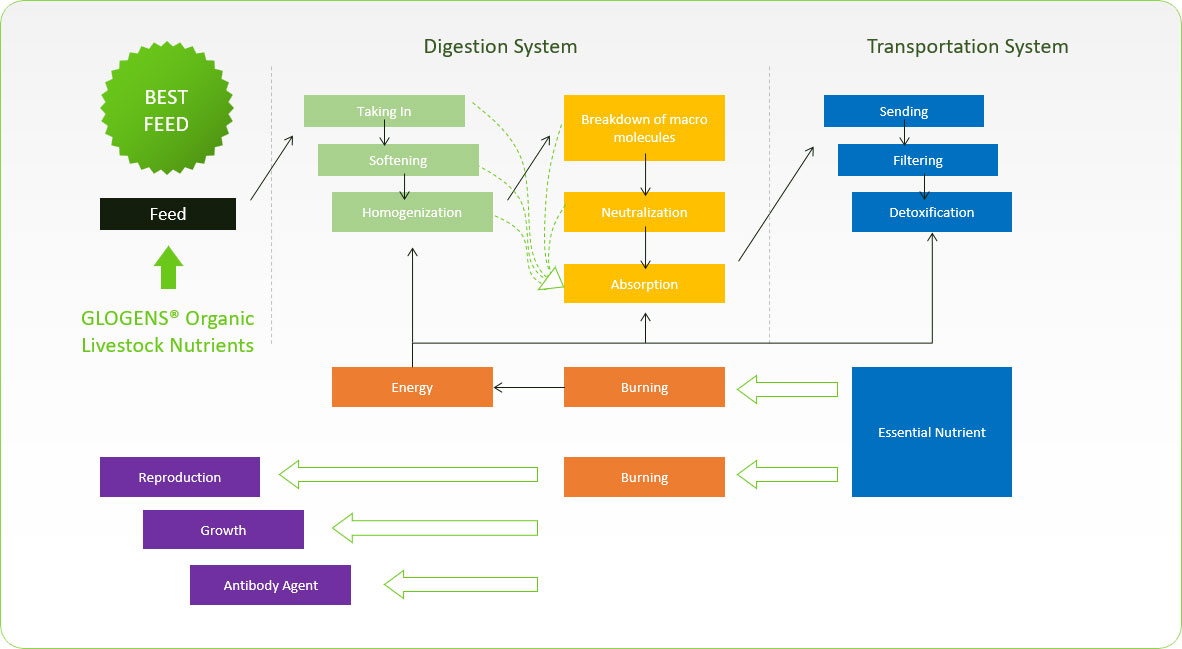 Digestion System
Transportation System
BEST
FEED
Feed
GLOGENS® Organic
Livestock Nutrients
Taking In
Softening
Homogenization
Breakdown of macro
molecules
Neutralization
Absorption
Sending
Filtering
Detoxification
Energy
Burning
Essential Nutrient
Reproduction
Burning
Growth
Antibody Agent